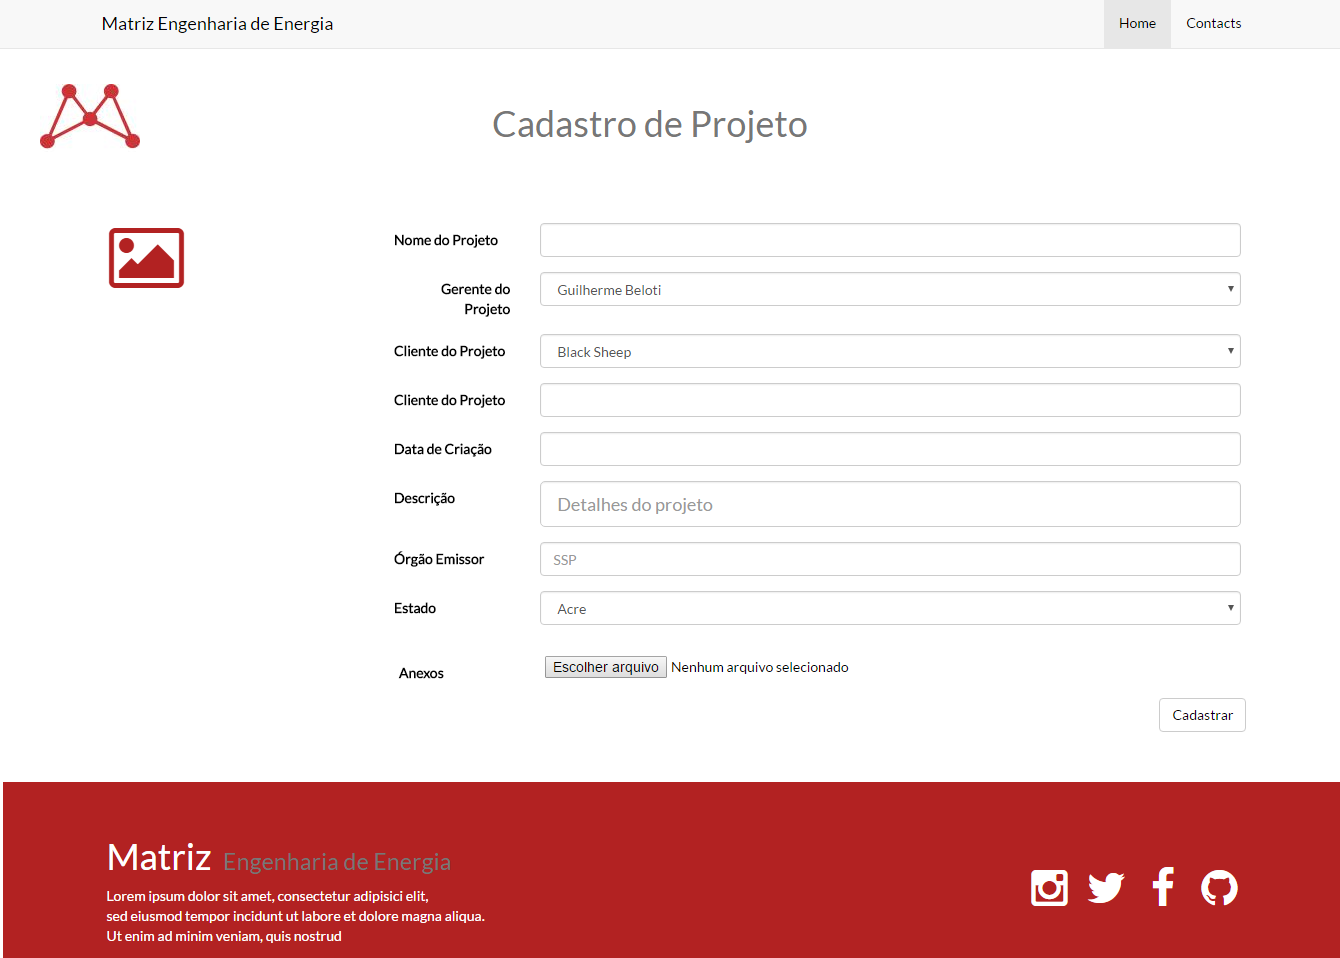 Matriz Engenharia de Energia
Home
Contacts
Cadastro de Projeto
Nome do Projeto
Gerente do
Projeto
Guilherme Beloti
Cliente do Projeto
Black Sheep
Cliente do Projeto
Data de Criação
Descrição
Detalhes do projeto
Órgão Emissor
SSP
Estado
Acre
Anexos
Escolher arquivo Nenhum arquivo selecionado
Cadastrar
Matriz Engenharia de Energia
Lorem ipsum dolor sit amet, consectetur adipisici elit,
sed eiusmod tempor incidunt ut labore et dolore magna aliqua.
Ut enim ad minim veniam, quis nostrud